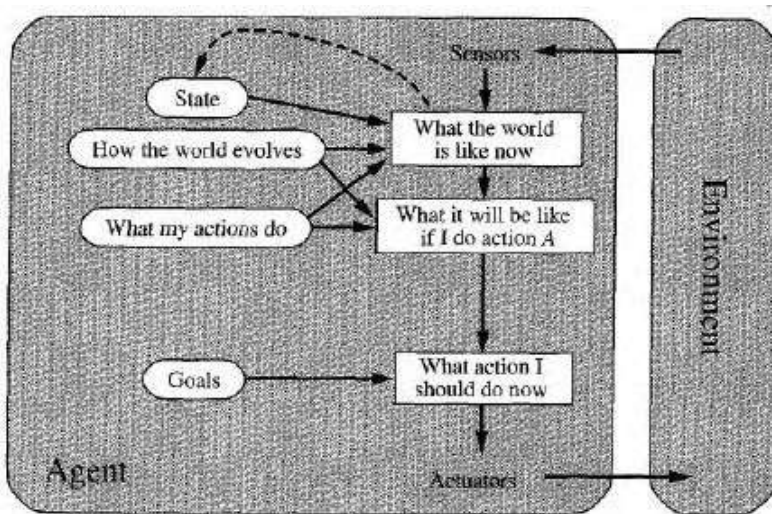 Sensors
State
What the world
is like now
How the world evolves
What it will be like
if I do action A
What my actions do
Environment
What action I
should do now
Goals
Agent
Actuators